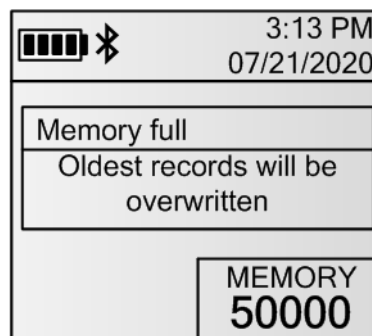 3:13 PM
07/21/2020
Memory full
Oldest records will be
overwritten
MEMORY
50000